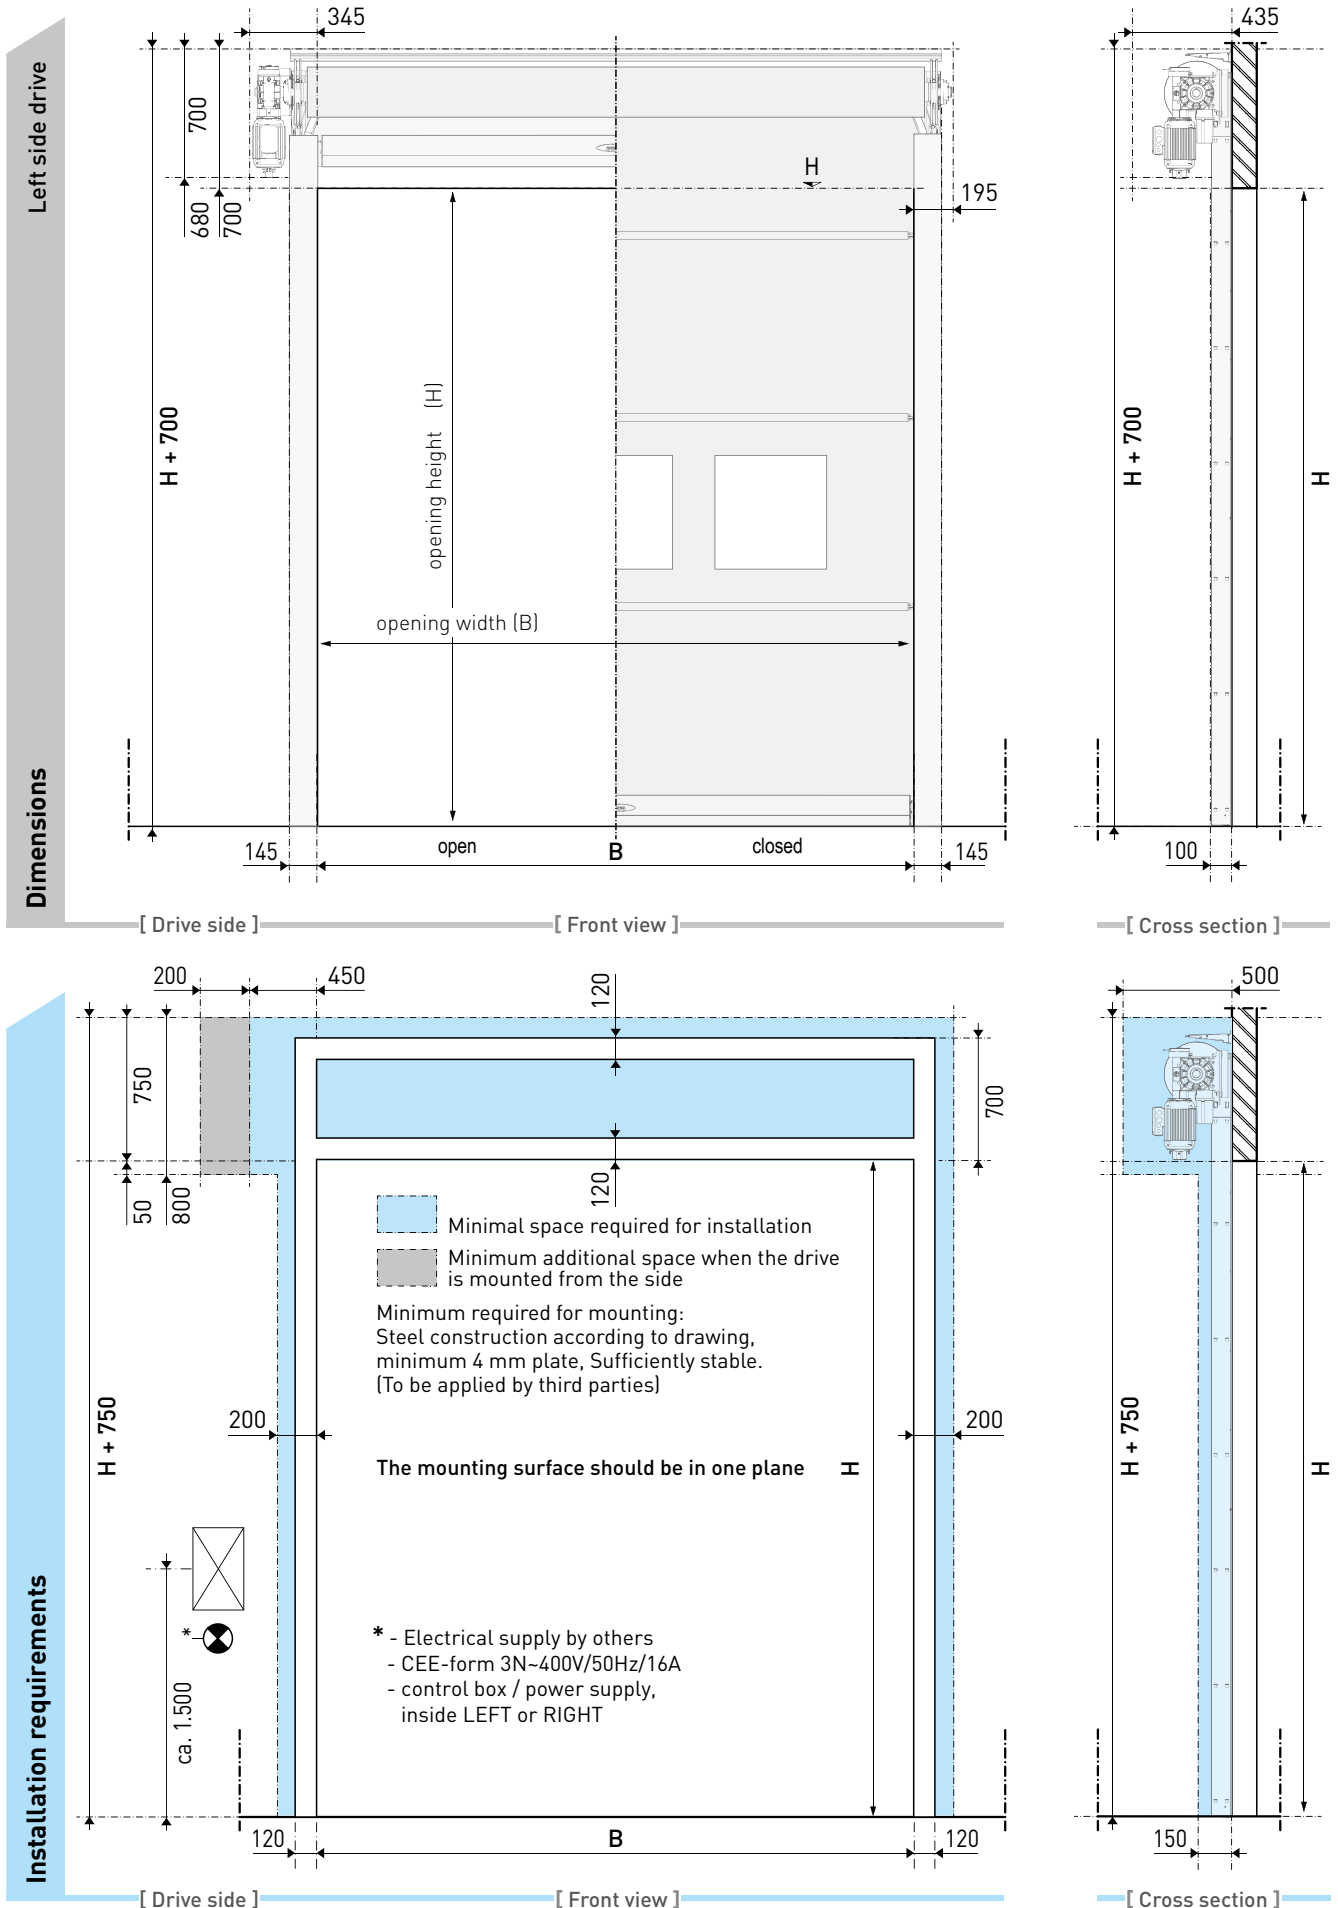 345
435
Left side drive
700
680
700
H
195
H + 700
opening height (H)
opening width (B)
H + 700
H
Dimensions
145
open
B
closed
145
100
[ Drive side ]
[ Front view ]
[ Cross section ]
200
450
120
500
750
700
50
800
120
Minimal space required for installation
Minimum additional space when the drive
is mounted from the side
Minimum required for mounting:
Steel construction according to drawing,
minimum 4 mm plate, Sufficiently stable.
(To be applied by third parties)
H + 750
200
200
The mounting surface should be in one plane
H
H + 750
H
Installation requirements
*
ca. 1.500
* - Electrical supply by others
- CEE-form 3N~400V/50Hz/16A
- control box / power supply,
inside LEFT or RIGHT
120
B
120
150
[ Drive side ]
[ Front view ]
[ Cross section ]